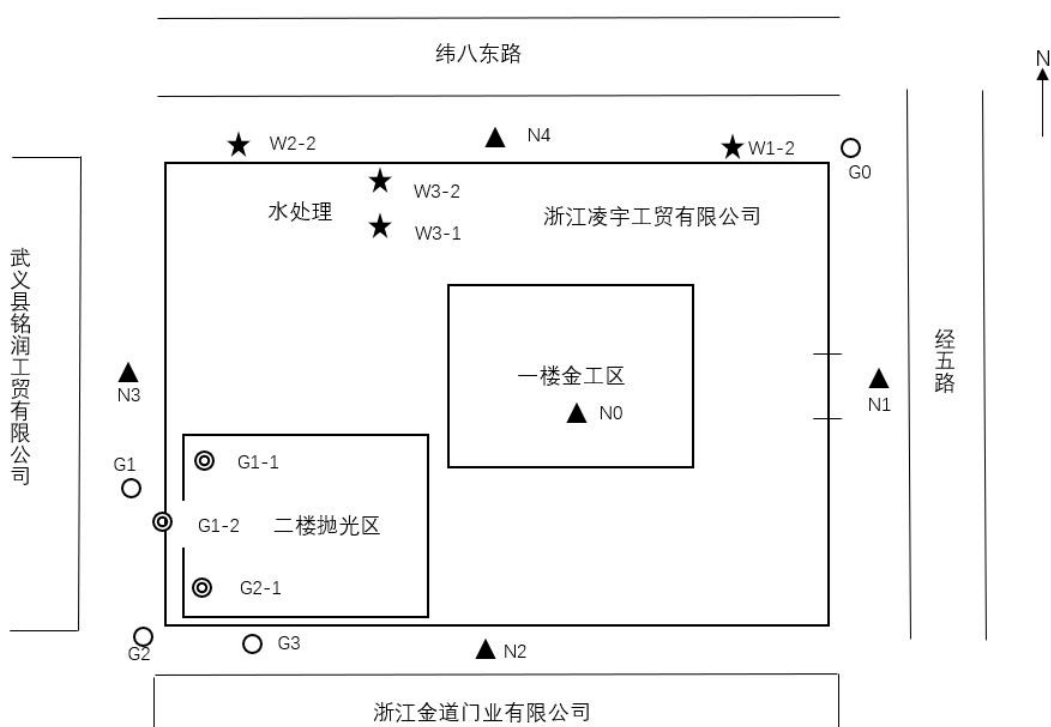 纬八东路
N
W2-2
N4
W1-2
G0
W3-2
水处理
浙江凌宇工贸有限公司
W3-1
武义县铭润工贸有限公司
经五路
一楼金工区
N3
N0
N1
G1
G1-1
G1-2
二楼抛光区
G2-1
G2
G3
N2
浙江金道门业有限公司